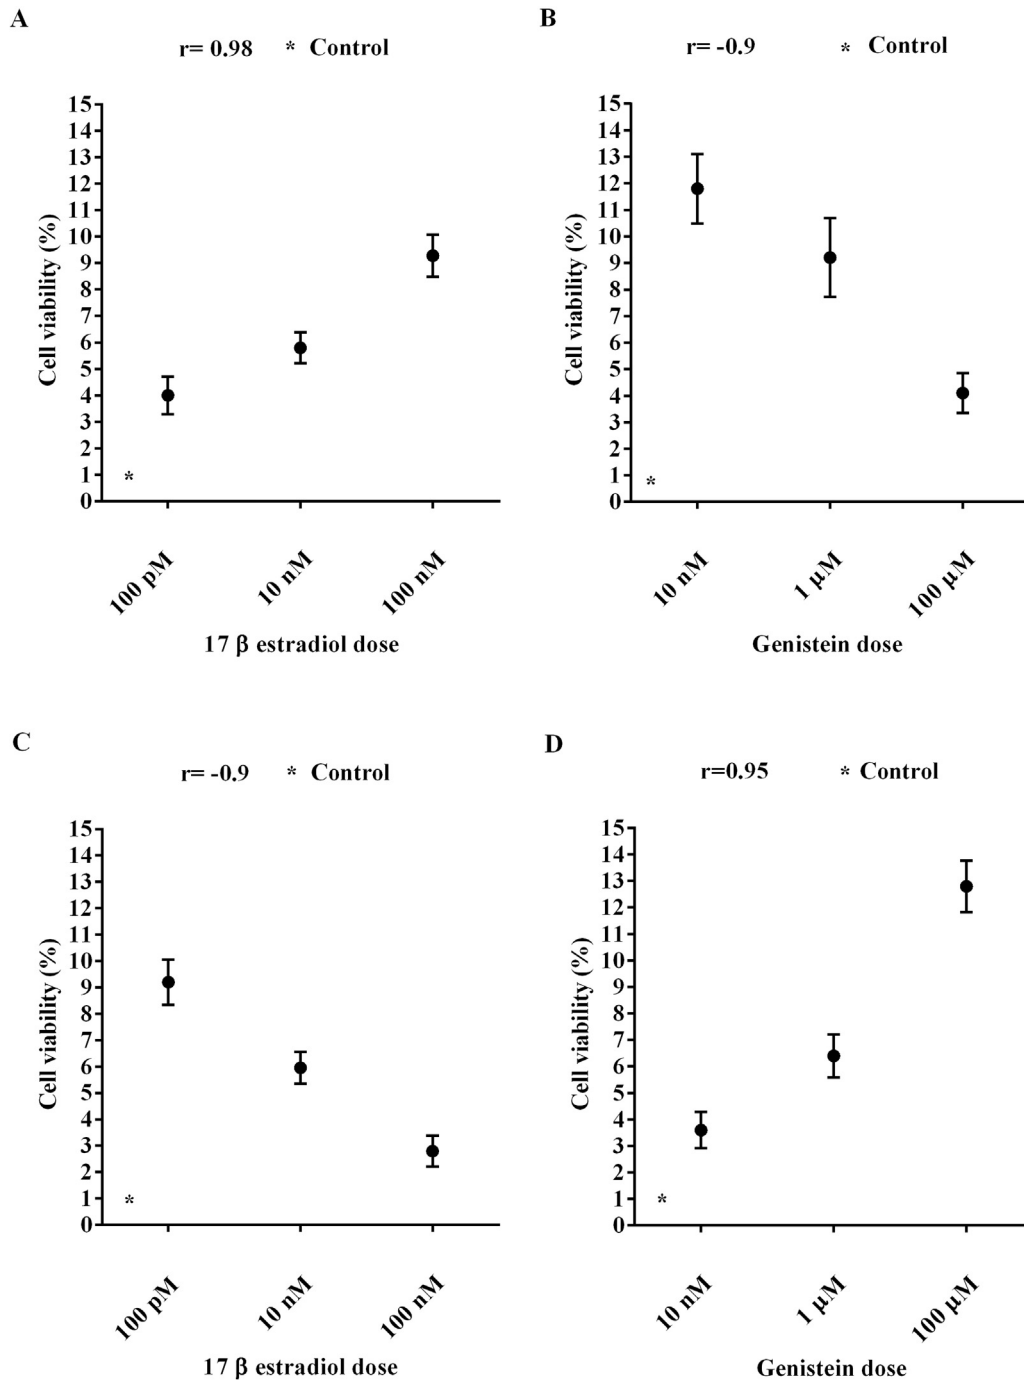 A
r= 0.98 * Control
Cell viability (%)
15
14
13
12
11
10
9
8
7
6
5
4
3
2
1
0
*
100 pM
10 nM
100 nM
17 β estradiol dose
B
r= -0.9 * Control
Cell viability (%)
15
14
13
12
11
10
9
8
7
6
5
4
3
2
1
0
*
10 nM
1 µM
100 µM
Genistein dose
C
r= -0.9 * Control
Cell viability (%)
15
14
13
12
11
10
9
8
7
6
5
4
3
2
1
0
*
100 pM
10 nM
100 nM
17 β estradiol dose
D
r=0.95 * Control
Cell viability (%)
15
14
13
12
11
10
9
8
7
6
5
4
3
2
1
0
*
10 nM
1 µM
100 µM
Genistein dose